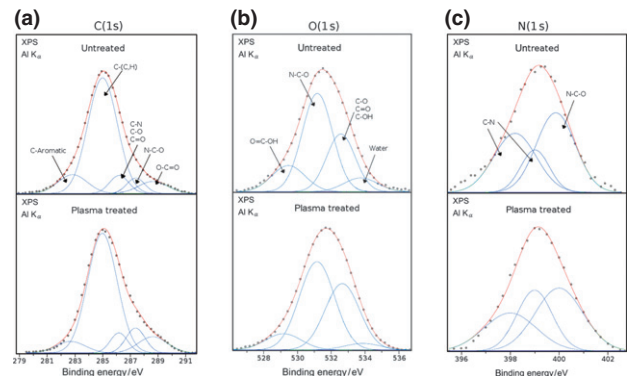 (a)
C(1s)
XPS
Al Kα
Untreated
C-(C,H)
C-N
C-O
C=O
C-Aromatic
N-C-O
O-C=O
XPS
Al Kα
Plasma treated
279 281 283 285 287 289 291
Binding energy/eV
(b)
O(1s)
XPS
Al Kα
Untreated
N-C-O
C-O
C=O
C-OH
O=C-OH
Water
XPS
Al Kα
Plasma treated
528 530 532 534 536
Binding energy/eV
(c)
N(1s)
XPS
Al Kα
Untreated
N-C-O
C-N
XPS
Al Kα
Plasma treated
396 398 400 402
Binding energy/eV